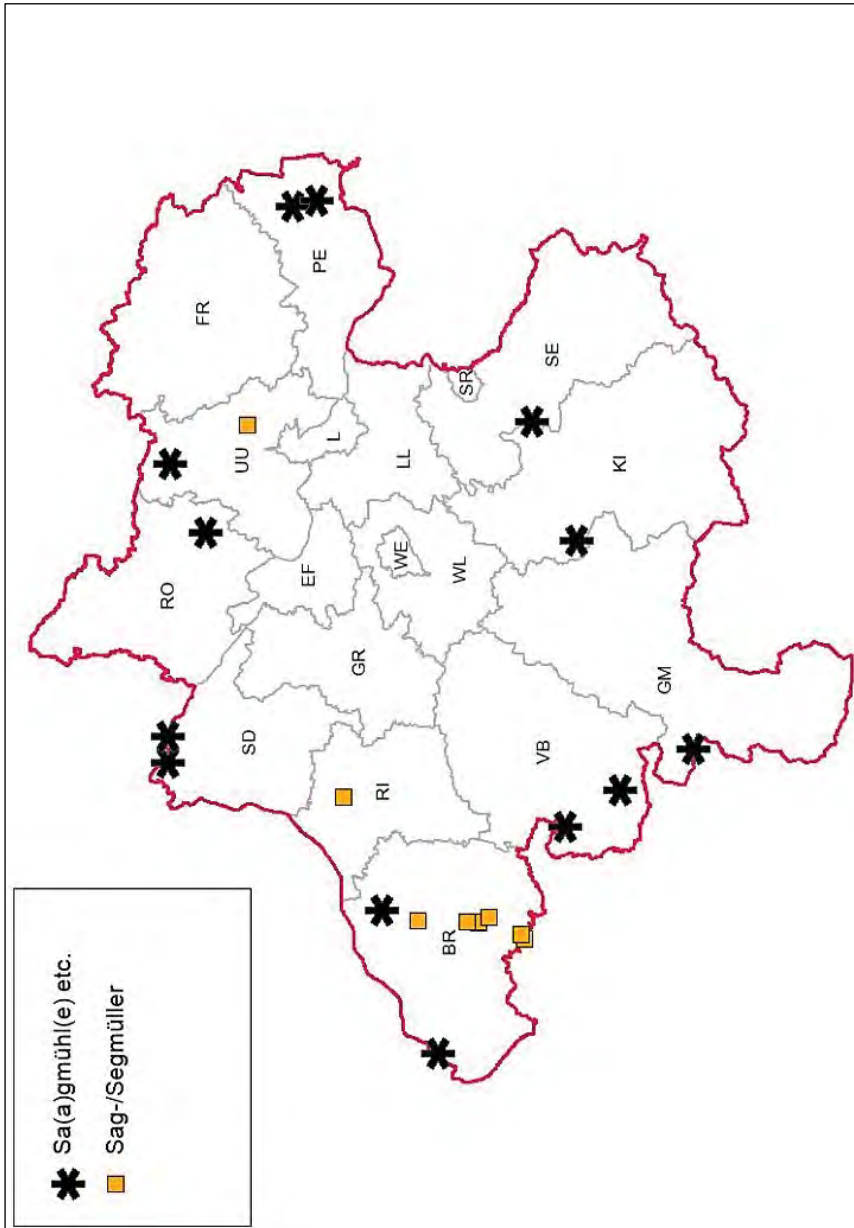 Sa(a)gmühl(e) etc.
Sag-/Segmüller
FR
PE
RO
UU
L
SR
SE
EF
LL
SD
GR
WE
WL
KI
RI
VB
GM
BR